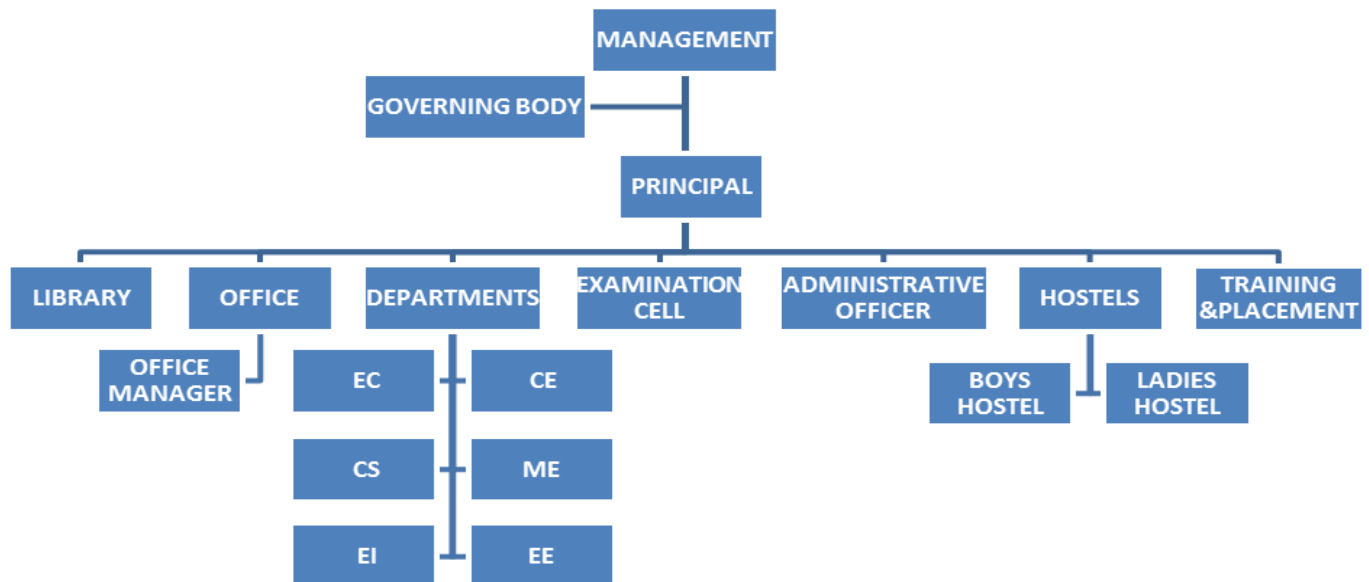 MANAGEMENT
GOVERNING BODY
PRINCIPAL
LIBRARY
OFFICE
DEPARTMENTS
EXAMINATION
CELL
ADMINISTRATIVE
OFFICER
HOSTELS
TRAINING
&PLACEMENT
OFFICE
MANAGER
EC
CE
BOYS
HOSTEL
LADIES
HOSTEL
CS
ME
EI
EE